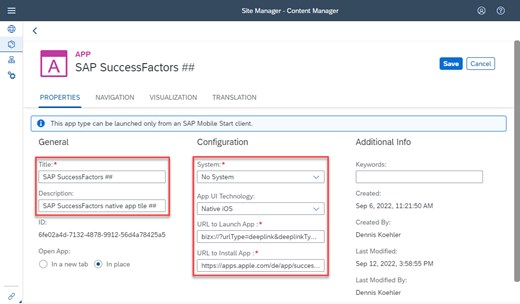 Site Manager - Content Manager
APP
A
SAP SuccessFactors ##
Save
Cancel
PROPERTIES
NAVIGATION
VISUALIZATION
TRANSLATION
This app type can be launched only from an SAP Mobile Start client.
General
Title:*
SAP SuccessFactors ##
Description:
SAP SuccessFactors native app tile ##
ID:
6fe02a4d-7132-4878-9912-56d4a78425a5
Open App:
In a new tab
In place
Configuration
System:*
No System
App UI Technology:
Native iOS
URL to Launch App :*
bizx://?urlType=deeplink&deeplinkTy...
URL to Install App :*
https://apps.apple.com/de/app/succes...
Additional Info
Keywords:
Created:
Sep 6, 2022, 11:21:50 AM
Created By:
Dennis Koehler
Last Modified:
Sep 12, 2022, 3:58:55 PM
Last Modified By:
Dennis Koehler